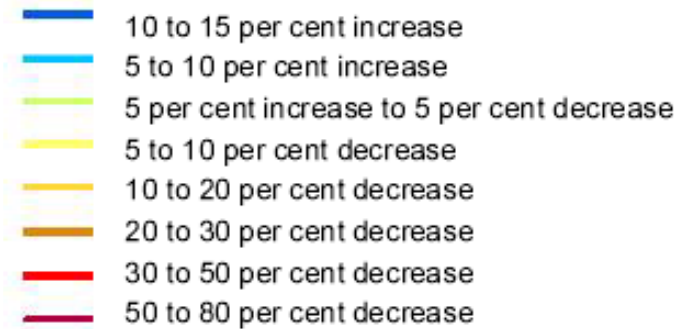 10 to 15 per cent increase
5 to 10 per cent increase
5 per cent increase to 5 per cent decrease
5 to 10 per cent decrease
10 to 20 per cent decrease
20 to 30 per cent decrease
30 to 50 per cent decrease
50 to 80 per cent decrease